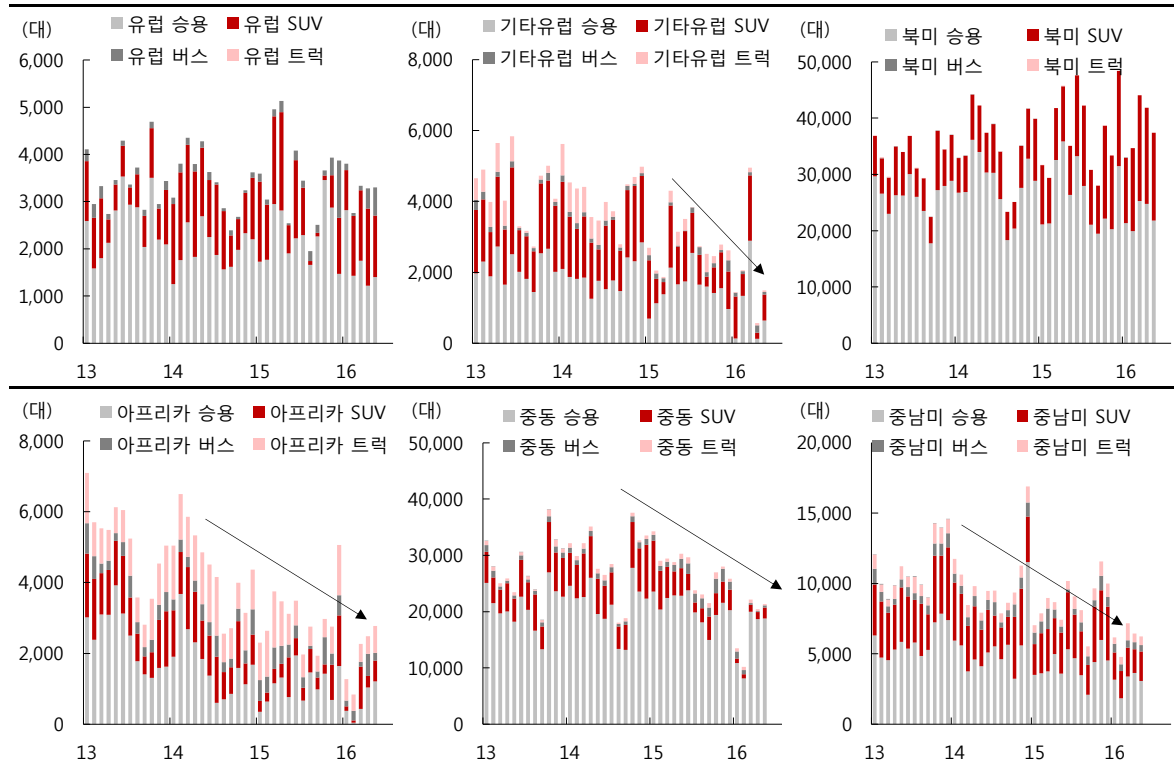 (대)
유럽 승용 유럽 SUV
유럽 버스 유럽 트럭
6,000
5,000
4,000
3,000
2,000
1,000
0
13 14 15 16
(대)
기타유럽 승용 기타유럽 SUV
기타유럽 버스 기타유럽 트럭
8,000
6,000
4,000
2,000
0
13 14 15 16
(대)
북미 승용 북미 SUV
북미 버스 북미 트럭
50,000
40,000
30,000
20,000
10,000
0
13 14 15 16
(대)
아프리카 승용 아프리카 SUV
아프리카 버스 아프리카 트럭
8,000
6,000
4,000
2,000
0
13 14 15 16
(대)
중동 승용 중동 SUV
중동 버스 중동 트럭
50,000
40,000
30,000
20,000
10,000
0
13 14 15 16
(대)
중남미 승용 중남미 SUV
중남미 버스 중남미 트럭
20,000
15,000
10,000
5,000
0
13 14 15 16